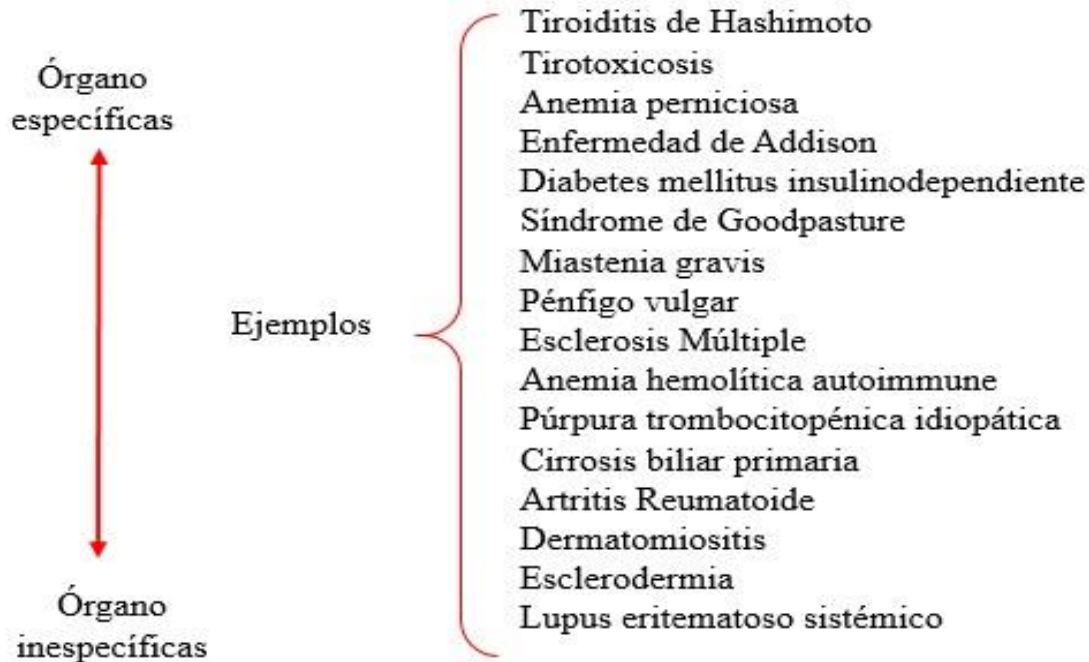 Órgano
específicas
Ejemplos
Órgano
inespecíficas
Tiroiditis de Hashimoto
Tirotoxicosis
Anemia perniciosa
Enfermedad de Addison
Diabetes mellitus insulinodependiente
Síndrome de Goodpasture
Miastenia gravis
Pénfigo vulgar
Esclerosis Múltiple
Anemia hemolítica autoimmune
Púrpura trombocitopénica idiopática
Cirrosis biliar primaria
Artritis Reumatoide
Dermatomiositis
Esclerodermia
Lupus eritematoso sistémico